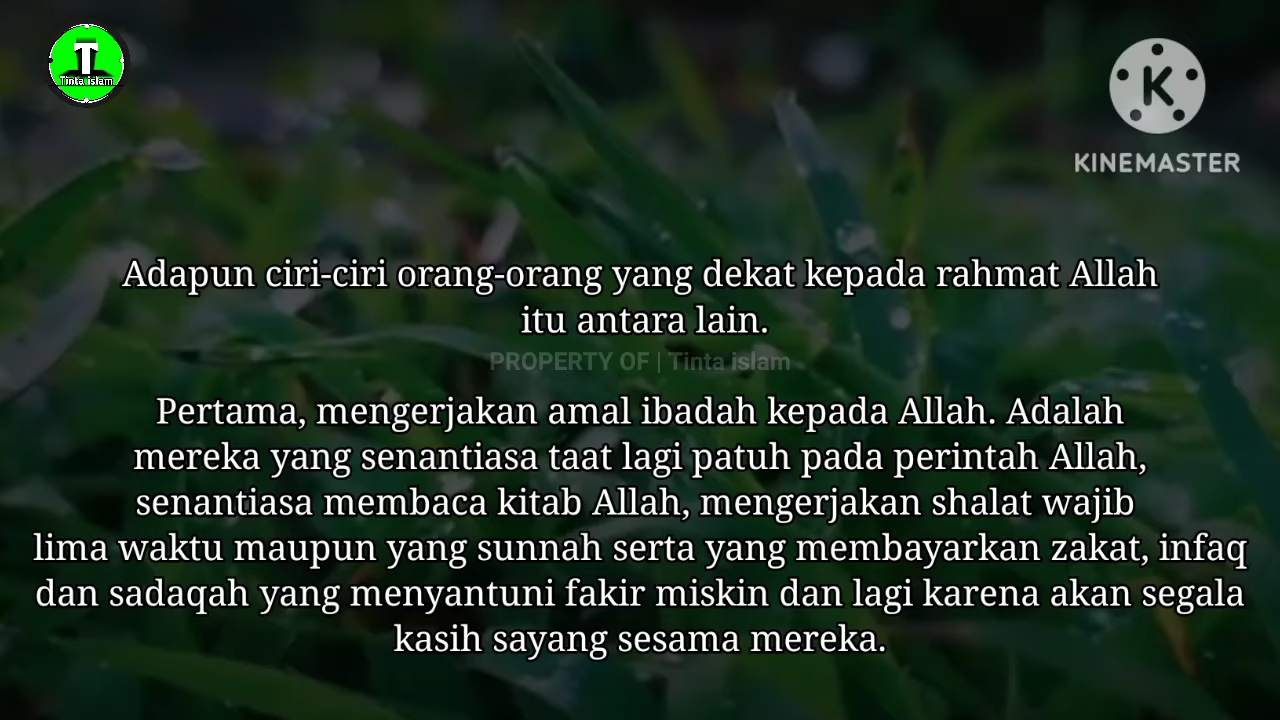 T
Tinta islam
K
KINEMASTER
Adapun ciri-ciri orang-orang yang dekat kepada rahmat Allah
itu antara lain.
PROPERTY OF | Tinta islam
Pertama, mengerjakan amal ibadah kepada Allah. Adalah
mereka yang senantiasa taat lagi patuh pada perintah Allah,
senantiasa membaca kitab Allah, mengerjakan shalat wajib
lima waktu maupun yang sunnah serta yang membayarkan zakat, infaq
dan sadaqah yang menyantuni fakir miskin dan lagi karena akan segala
kasih sayang sesama mereka.